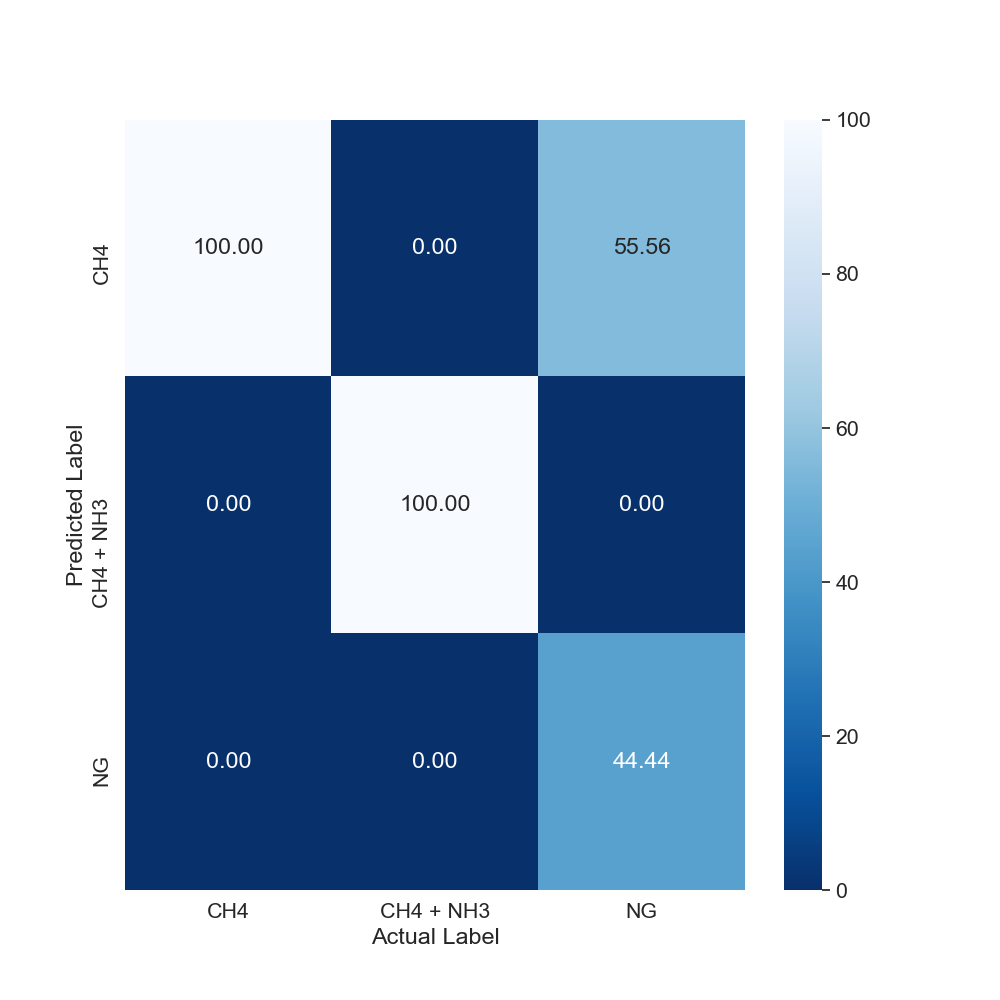 100.00 0.00 55.56
0.00 100.00 0.00
0.00 0.00 44.44
CH4
CH4 + NH3
NG
Predicted Label
CH4 CH4 + NH3 NG
Actual Label
100
80
60
40
20
0